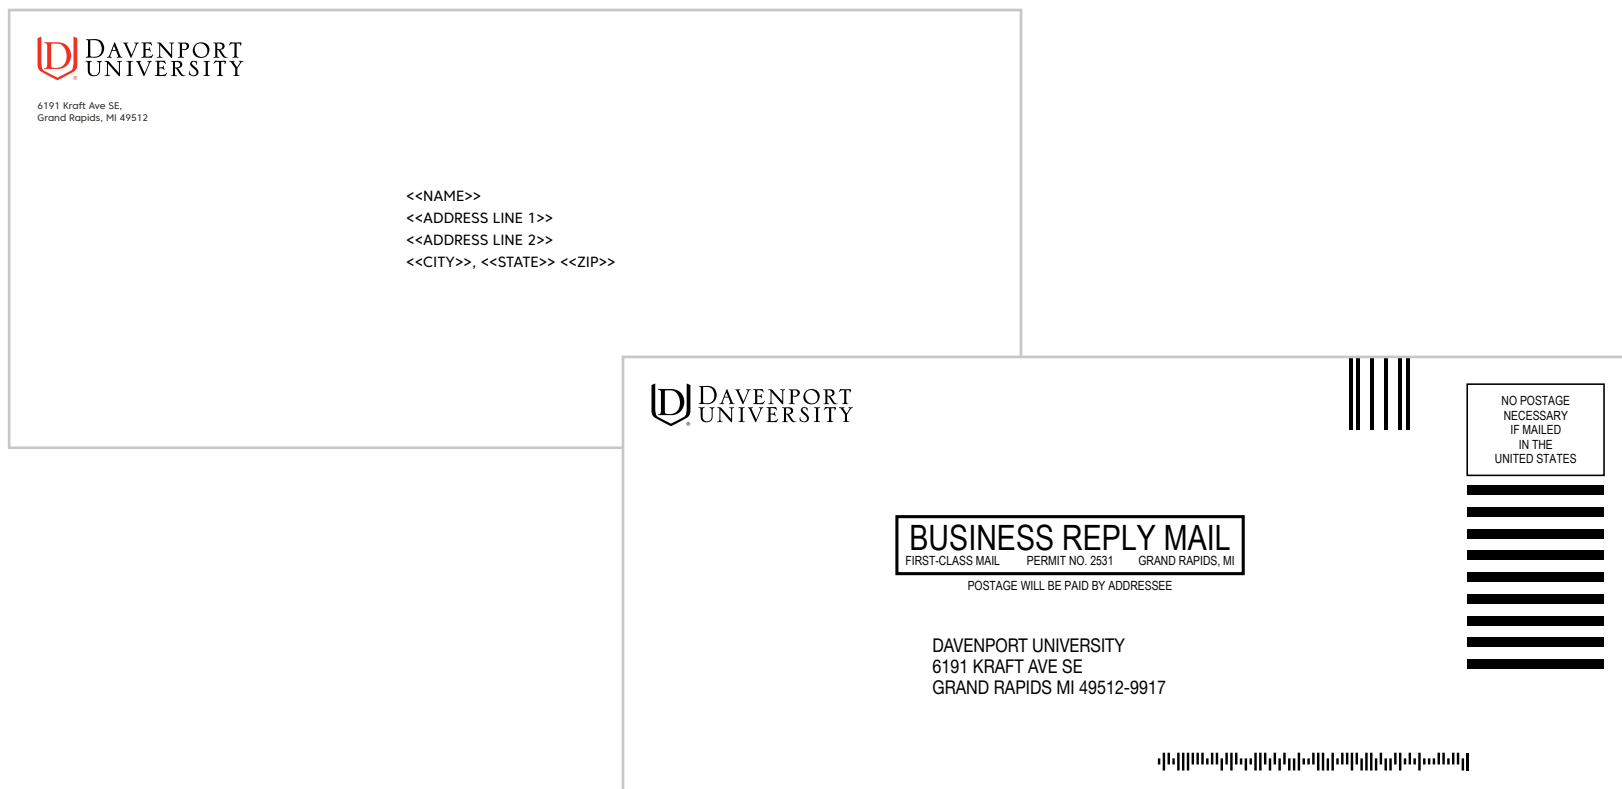 DAVENPORT
UNIVERSITY
6191 Kraft Ave SE,
Grand Rapids, MI 49512
<<NAME>>
<<ADDRESS LINE 1>>
<<ADDRESS LINE 2>>
<<CITY>>, <<STATE>> <<ZIP>>
DAVENPORT
UNIVERSITY
NO POSTAGE
NECESSARY
IF MAILED
IN THE
UNITED STATES
BUSINESS REPLY MAIL
FIRST-CLASS MAIL PERMIT NO. 2531 GRAND RAPIDS, MI
POSTAGE WILL BE PAID BY ADDRESSEE
DAVENPORT UNIVERSITY
6191 KRAFT AVE SE
GRAND RAPIDS MI 49512-9917